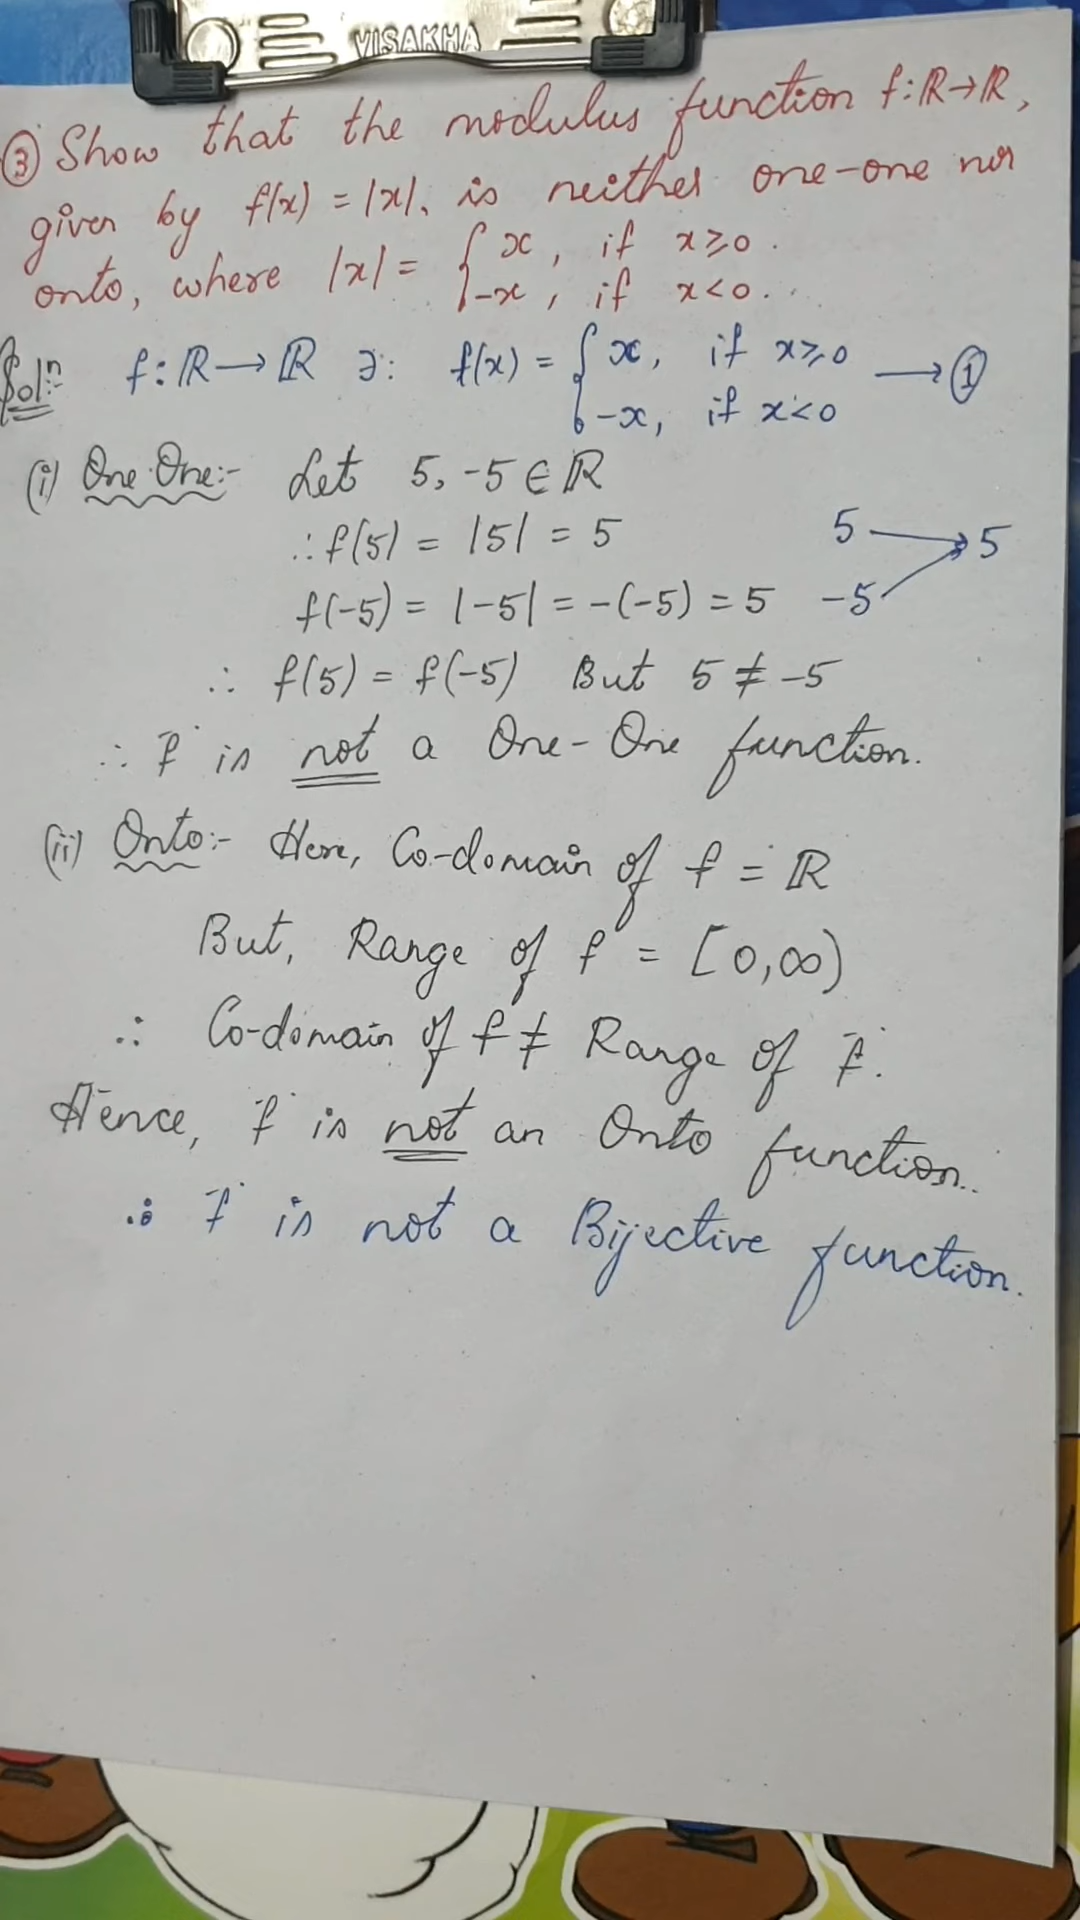 VISAKHA
③ Show that the modulus function f:ℝ→ℝ,
given by f(x) = |x|, is neither one-one nor
onto, where |x| = { x, if x≥0.
-x, if x<0.
Solⁿ:- f:ℝ→ℝ ∋: f(x) = { x, if x≥0 → ①
-x, if x<0
(i) One-One:- Let 5, -5 ∈ ℝ
∴ f(5) = |5| = 5
5 → 5
f(-5) = |-5| = -(-5) = 5
-5
∴ f(5) = f(-5) But 5 ≠ -5
∴ 'f' is not a One-One function.
(ii) Onto:- Here, Co-domain of f = ℝ
But, Range of f = [0,∞)
∴ Co-domain of f ≠ Range of f.
Hence, 'f' is not an Onto function.
∴ 'f' is not a Bijective function.